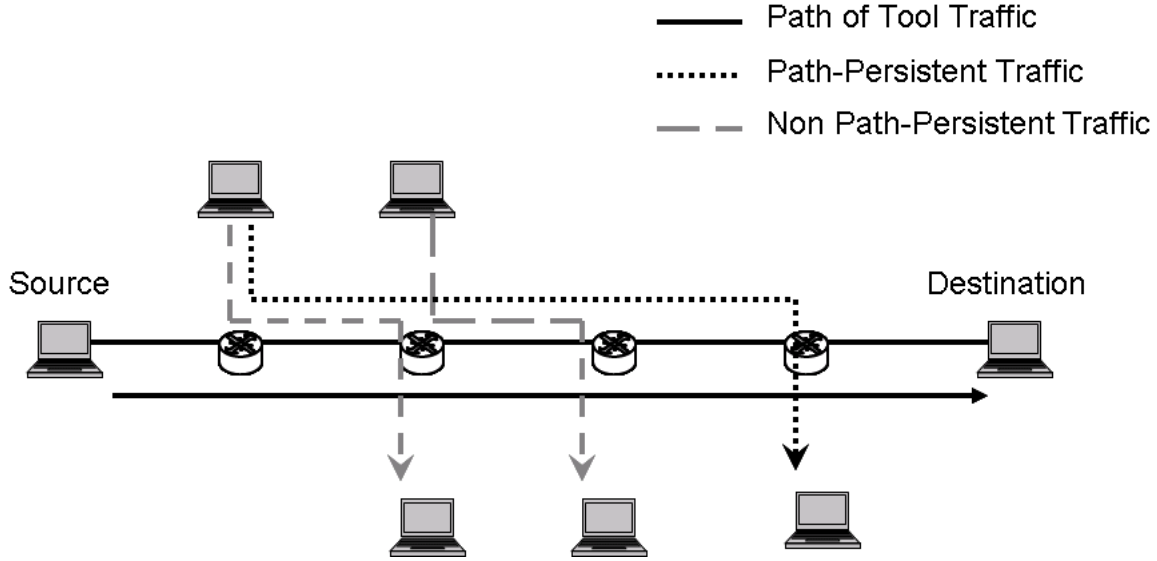 Path of Tool Traffic
Path-Persistent Traffic
Non Path-Persistent Traffic
Source
Destination